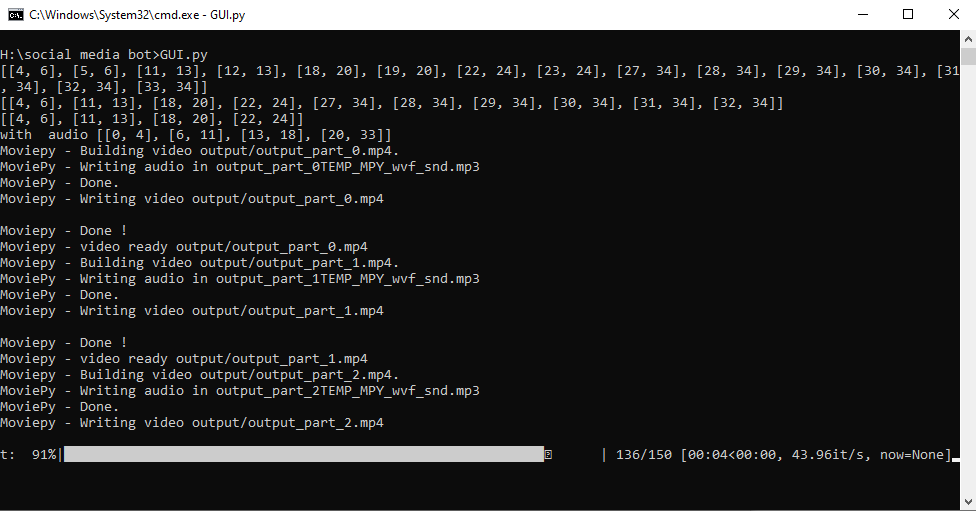 C:\Windows\System32\cmd.exe - GUI.py
H:\social media bot>GUI.py
[[4, 6], [5, 6], [11, 13], [12, 13], [18, 20], [19, 20], [22, 24], [23, 24], [27, 34], [28, 34], [29, 34], [30, 34], [31
, 34], [32, 34], [33, 34]]
[[4, 6], [11, 13], [18, 20], [22, 24], [27, 34], [28, 34], [29, 34], [30, 34], [31, 34], [32, 34]]
[[4, 6], [11, 13], [18, 20], [22, 24]]
with  audio [[0, 4], [6, 11], [13, 18], [20, 33]]
Moviepy - Building video output/output_part_0.mp4.
MoviePy - Writing audio in output_part_0TEMP_MPY_wvf_snd.mp3
MoviePy - Done.
Moviepy - Writing video output/output_part_0.mp4
Moviepy - Done !
Moviepy - video ready output/output_part_0.mp4
Moviepy - Building video output/output_part_1.mp4.
MoviePy - Writing audio in output_part_1TEMP_MPY_wvf_snd.mp3
MoviePy - Done.
Moviepy - Writing video output/output_part_1.mp4
Moviepy - Done !
Moviepy - video ready output/output_part_1.mp4
Moviepy - Building video output/output_part_2.mp4.
MoviePy - Writing audio in output_part_2TEMP_MPY_wvf_snd.mp3
MoviePy - Done.
Moviepy - Writing video output/output_part_2.mp4
t:  91%| | 136/150 [00:04<00:00, 43.96it/s, now=None]